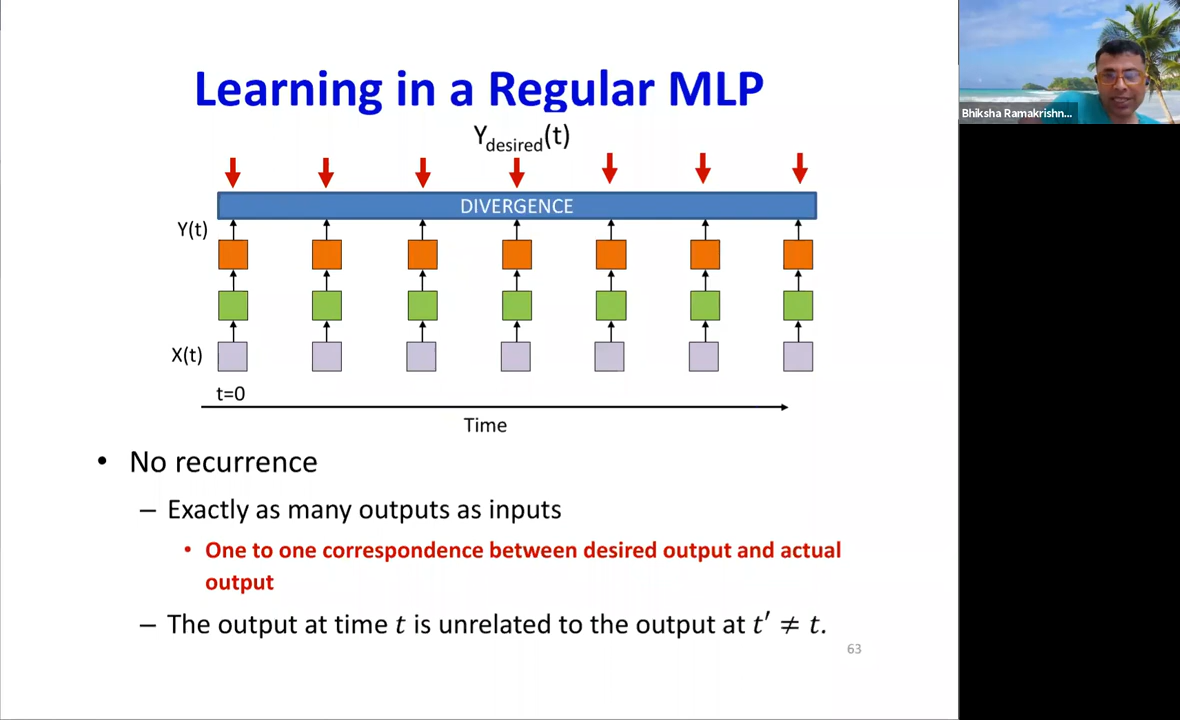 Learning in a Regular MLP
Y_desired(t)
DIVERGENCE
Y(t)
X(t)
t=0
Time
• No recurrence
– Exactly as many outputs as inputs
• One to one correspondence between desired output and actual
output
– The output at time t is unrelated to the output at t′ ≠ t.
63
Bhiksha Ramakrishn...